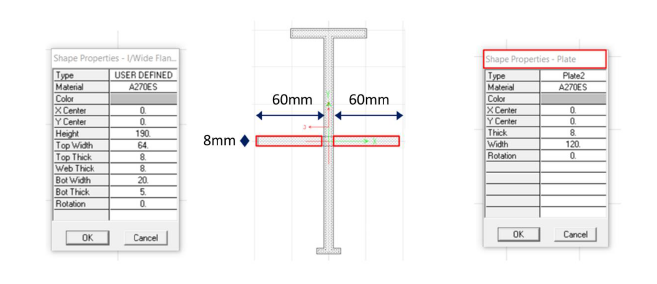 Shape Properties - I/Wide Flan...
Type USER DEFINED
Material A270ES
Color
X Center 0.
Y Center 0.
Height 190.
Top Width 64.
Top Thick 8.
Web Thick 8.
Bot Width 20.
Bot Thick 5.
Rotation 0.
OK Cancel
60mm 60mm
8mm
Y
X
Shape Properties - Plate
Type Plate2
Material A270ES
Color
X Center 0.
Y Center 0.
Thick 8.
Width 120.
Rotation 0.
OK Cancel